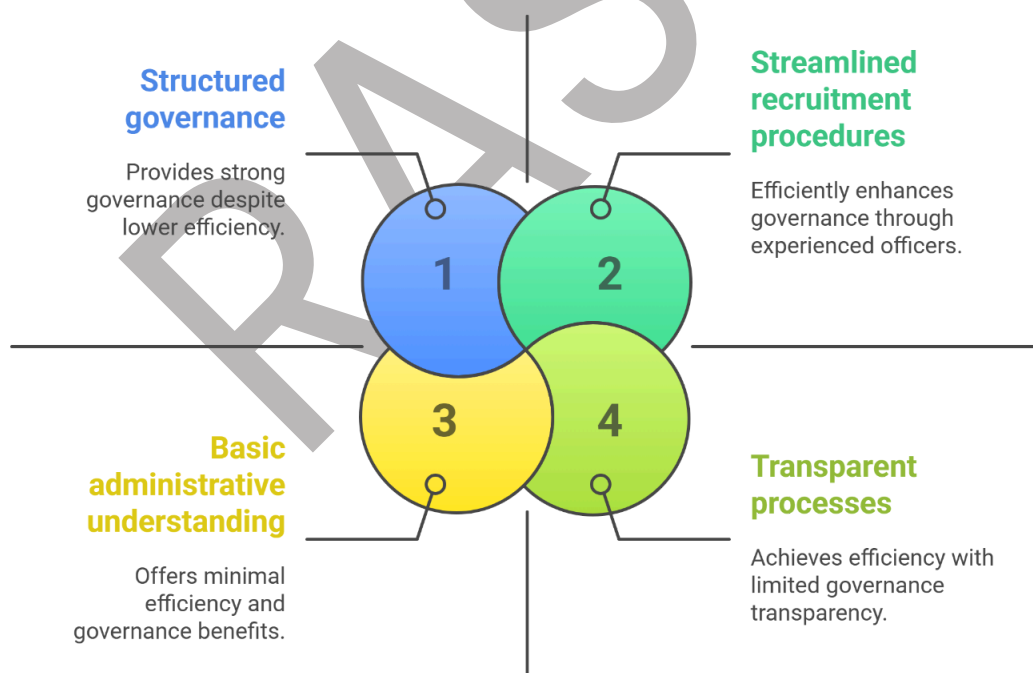 Structured
governance
Provides strong
governance despite
lower efficiency.
Streamlined
recruitment
procedures
Efficiently enhances
governance through
experienced officers.
1
2
3
4
Basic
administrative
understanding
Offers minimal
efficiency and
governance benefits.
Transparent
processes
Achieves efficiency with
limited governance
transparency.
RAS